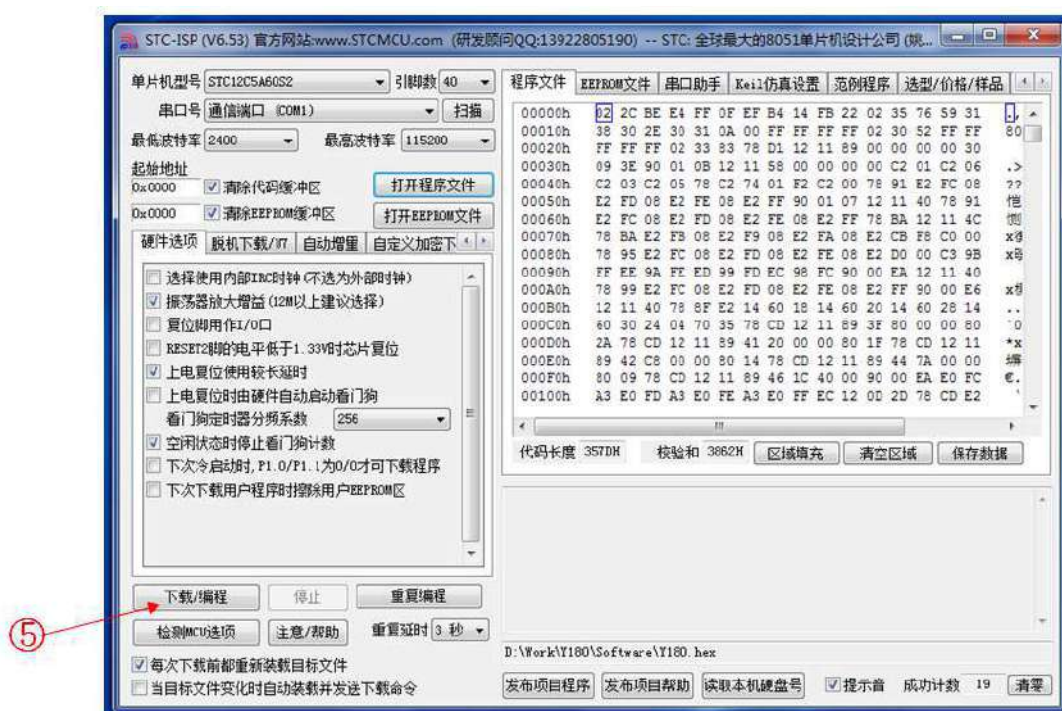 STC-ISP (V6.53) 官方网站:www.STCMCU.com (研发顾问QQ:13922805190) -- STC: 全球最大的8051单片机设计公司 (姚...
单片机型号 STC12C5A60S2 引脚数 40
串口号 通信端口 (COM1) 扫描
最低波特率 2400 最高波特率 115200
起始地址
0x0000 清除代码缓冲区 打开程序文件
0x0000 清除EEPROM缓冲区 打开EEPROM文件
硬件选项 脱机下载/U7 自动增量 自定义加密下
选择使用内部IRC时钟(不选为外部时钟)
振荡器放大增益(12M以上建议选择)
复位脚用作I/O口
RESET2脚的电平低于1.33V时芯片复位
上电复位使用较长延时
上电复位时由硬件自动启动看门狗
看门狗定时器分频系数 256
空闲状态时停止看门狗计数
下次冷启动时,P1.0/P1.1为0/0才可下载程序
下次下载用户程序时擦除用户EEPROM区
下载/编程 停止 重复编程
⑤
检测MCU选项 注意/帮助 重复延时 3 秒
每次下载前都重新装载目标文件
当目标文件变化时自动装载并发送下载命令
程序文件 EEPROM文件 串口助手 Keil仿真设置 范例程序 选型/价格/样品
00000h 02 2C BE E4 FF 0F EF B4 14 FB 22 02 35 76 59 31 .,
00010h 38 30 2E 30 31 0A 00 FF FF FF FF 02 30 52 FF FF 80
00020h FF FF FF 02 33 83 78 D1 12 11 89 00 00 00 00 30
00030h 09 3E 90 01 0B 12 11 58 00 00 00 00 C2 01 C2 06 .>
00040h C2 03 C2 05 78 C2 74 01 F2 C2 00 78 91 E2 FC 08 ??
00050h E2 FD 08 E2 FE 08 E2 FF 90 01 07 12 11 40 78 91
00060h E2 FC 08 E2 FD 08 E2 FE 08 E2 FF 78 BA 12 11 4C
00070h 78 BA E2 FB 08 E2 F9 08 E2 FA 08 E2 CB F8 C0 00
00080h 78 95 E2 FC 08 E2 FD 08 E2 FE 08 E2 D0 00 C3 9B
00090h FF EE 9A FE ED 99 FD EC 98 FC 90 00 EA 12 11 40
000A0h 78 99 E2 FC 08 E2 FD 08 E2 FE 08 E2 FF 90 00 E6
000B0h 12 11 40 78 8F E2 14 60 18 14 60 20 14 60 28 14 ..
000C0h 60 30 24 04 70 35 78 CD 12 11 89 3F 80 00 00 80 `0
000D0h 2A 78 CD 12 11 89 41 20 00 00 80 1F 78 CD 12 11 *x
000E0h 89 42 C8 00 00 80 14 78 CD 12 11 89 44 7A 00 00
000F0h 80 09 78 CD 12 11 89 46 1C 40 00 90 00 EA E0 FC €.
00100h A3 E0 FD A3 E0 FE A3 E0 FF EC 12 0D 2D 78 CD E2
代码长度 357DH 校验和 3862H 区域填充 清空区域 保存数据
D:\Work\Y180\Software\Y180.hex
发布项目程序 发布项目帮助 读取本机硬盘号 提示音 成功计数 19 清零